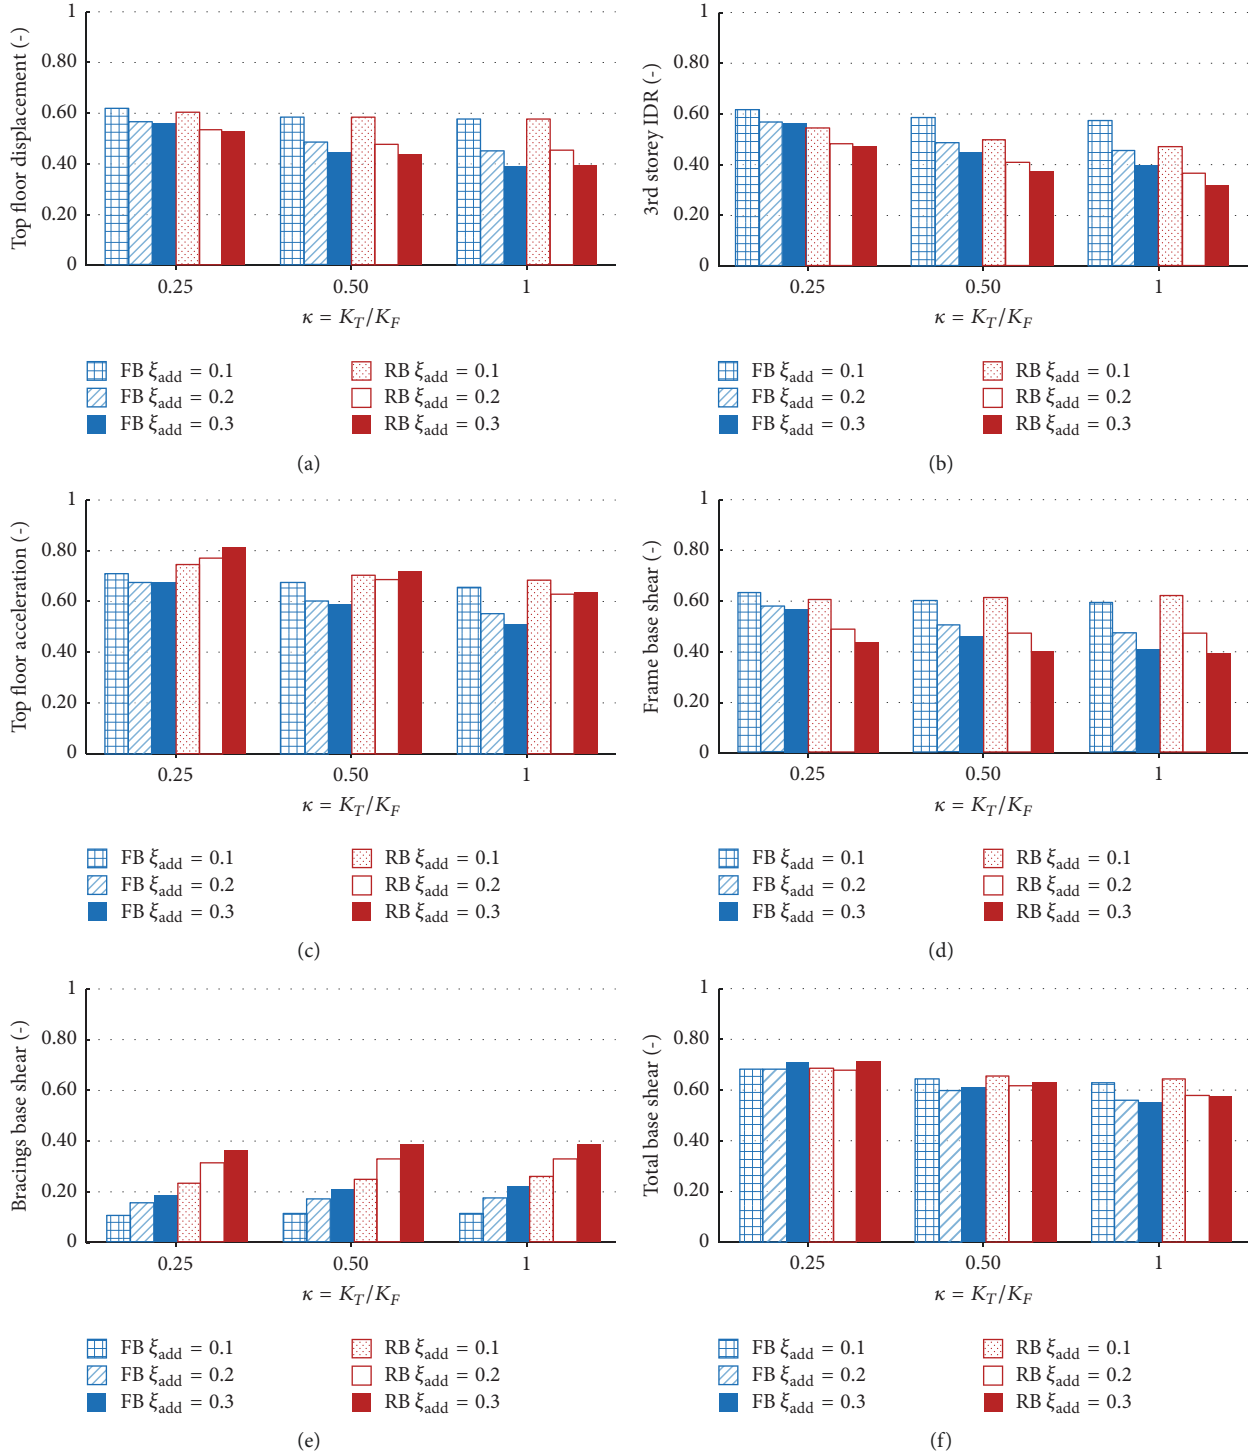 Top floor displacement (-)
1
0.80
0.60
0.40
0.20
0
0.25 0.50 1
κ = K_T/K_F
FB ξ_add = 0.1 RB ξ_add = 0.1
FB ξ_add = 0.2 RB ξ_add = 0.2
FB ξ_add = 0.3 RB ξ_add = 0.3
(a)
3rd storey IDR (-)
1
0.80
0.60
0.40
0.20
0
0.25 0.50 1
κ = K_T/K_F
FB ξ_add = 0.1 RB ξ_add = 0.1
FB ξ_add = 0.2 RB ξ_add = 0.2
FB ξ_add = 0.3 RB ξ_add = 0.3
(b)
Top floor acceleration (-)
1
0.80
0.60
0.40
0.20
0
0.25 0.50 1
κ = K_T/K_F
FB ξ_add = 0.1 RB ξ_add = 0.1
FB ξ_add = 0.2 RB ξ_add = 0.2
FB ξ_add = 0.3 RB ξ_add = 0.3
(c)
Frame base shear (-)
1
0.80
0.60
0.40
0.20
0
0.25 0.50 1
κ = K_T/K_F
FB ξ_add = 0.1 RB ξ_add = 0.1
FB ξ_add = 0.2 RB ξ_add = 0.2
FB ξ_add = 0.3 RB ξ_add = 0.3
(d)
Bracings base shear (-)
1
0.80
0.60
0.40
0.20
0
0.25 0.50 1
κ = K_T/K_F
FB ξ_add = 0.1 RB ξ_add = 0.1
FB ξ_add = 0.2 RB ξ_add = 0.2
FB ξ_add = 0.3 RB ξ_add = 0.3
(e)
Total base shear (-)
1
0.80
0.60
0.40
0.20
0
0.25 0.50 1
κ = K_T/K_F
FB ξ_add = 0.1 RB ξ_add = 0.1
FB ξ_add = 0.2 RB ξ_add = 0.2
FB ξ_add = 0.3 RB ξ_add = 0.3
(f)